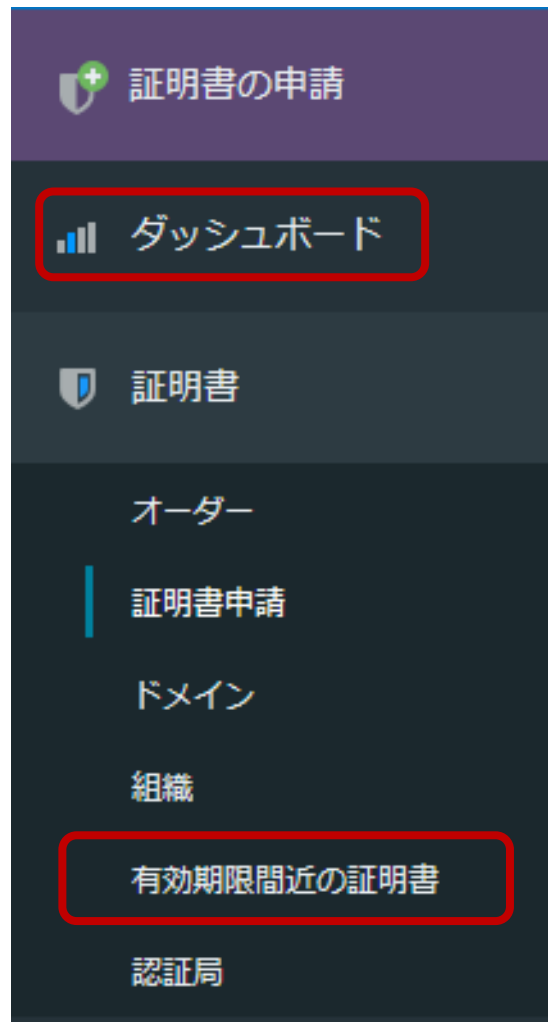 証明書の申請
ダッシュボード
証明書
オーダー
証明書申請
ドメイン
組織
有効期限間近の証明書
認証局